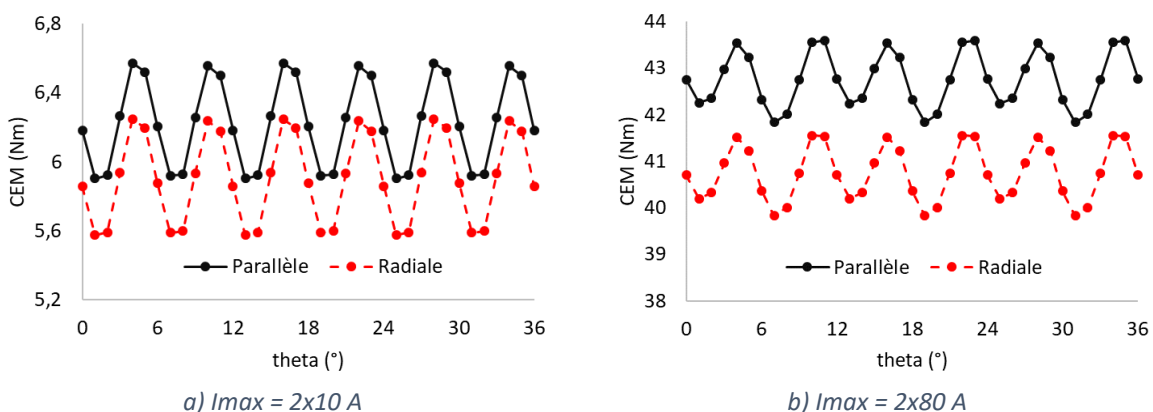 6,8
6,4
6
5,6
5,2
CEM (Nm)
Parallèle
Radiale
0 6 12 18 24 30 36
theta (°)
a) Imax = 2x10 A
44
43
42
41
40
39
38
CEM (Nm)
Parallèle
Radiale
0 6 12 18 24 30 36
theta (°)
b) Imax = 2x80 A